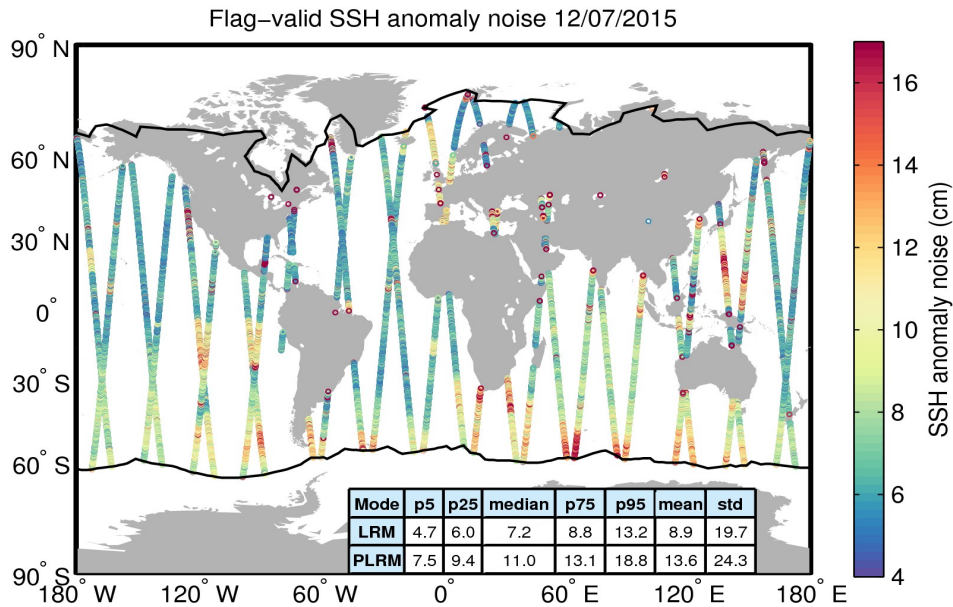 Flag−valid SSH anomaly noise 12/07/2015
90° N
60° N
30° N
0°
30° S
60° S
90° S
180° W 120° W 60° W 0° 60° E 120° E 180° E
16
14
12
10
8
6
4
SSH anomaly noise (cm)
Mode p5 p25 median p75 p95 mean std
LRM 4.7 6.0 7.2 8.8 13.2 8.9 19.7
PLRM 7.5 9.4 11.0 13.1 18.8 13.6 24.3